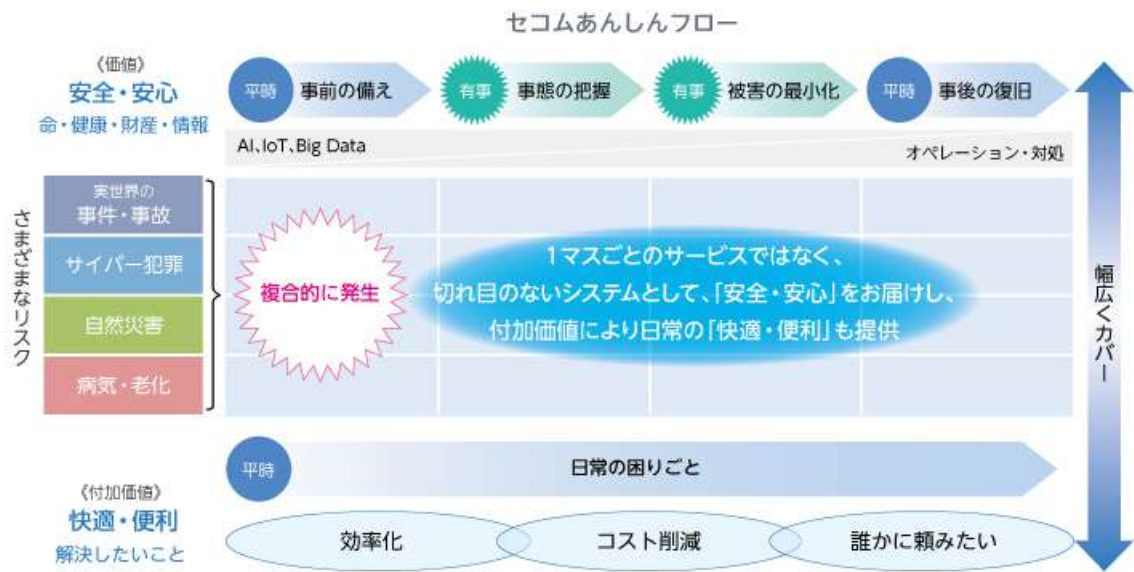 セコムあんしんフロー
《価値》
安全・安心
命・健康・財産・情報
平時 事前の備え
有事 事態の把握
有事 被害の最小化
平時 事後の復旧
AI、IoT、Big Data
オペレーション・対処
さまざまなリスク
実世界の
事件・事故
サイバー犯罪
自然災害
病気・老化
複合的に発生
1マスごとのサービスではなく、
切れ目のないシステムとして、「安全・安心」をお届けし、
付加価値により日常の「快適・便利」も提供
幅広くカバー
平時
日常の困りごと
《付加価値》
快適・便利
解決したいこと
効率化
コスト削減
誰かに頼みたい